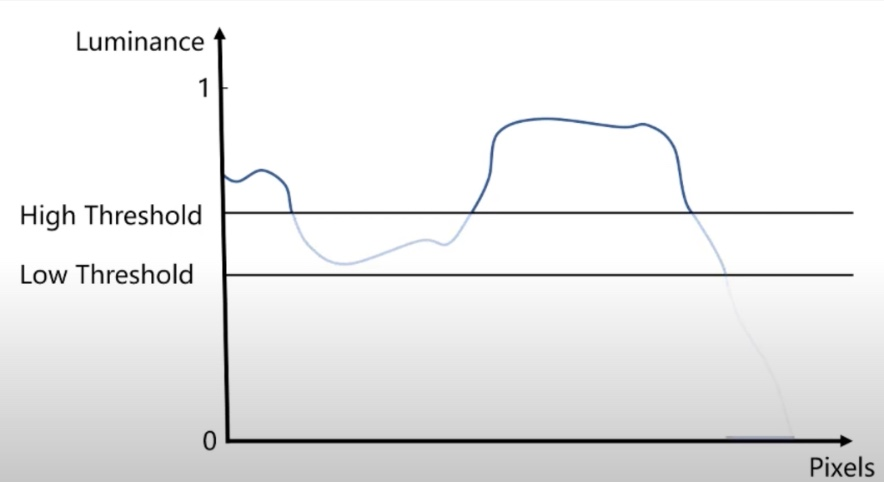 Luminance
1
High Threshold
Low Threshold
0
Pixels